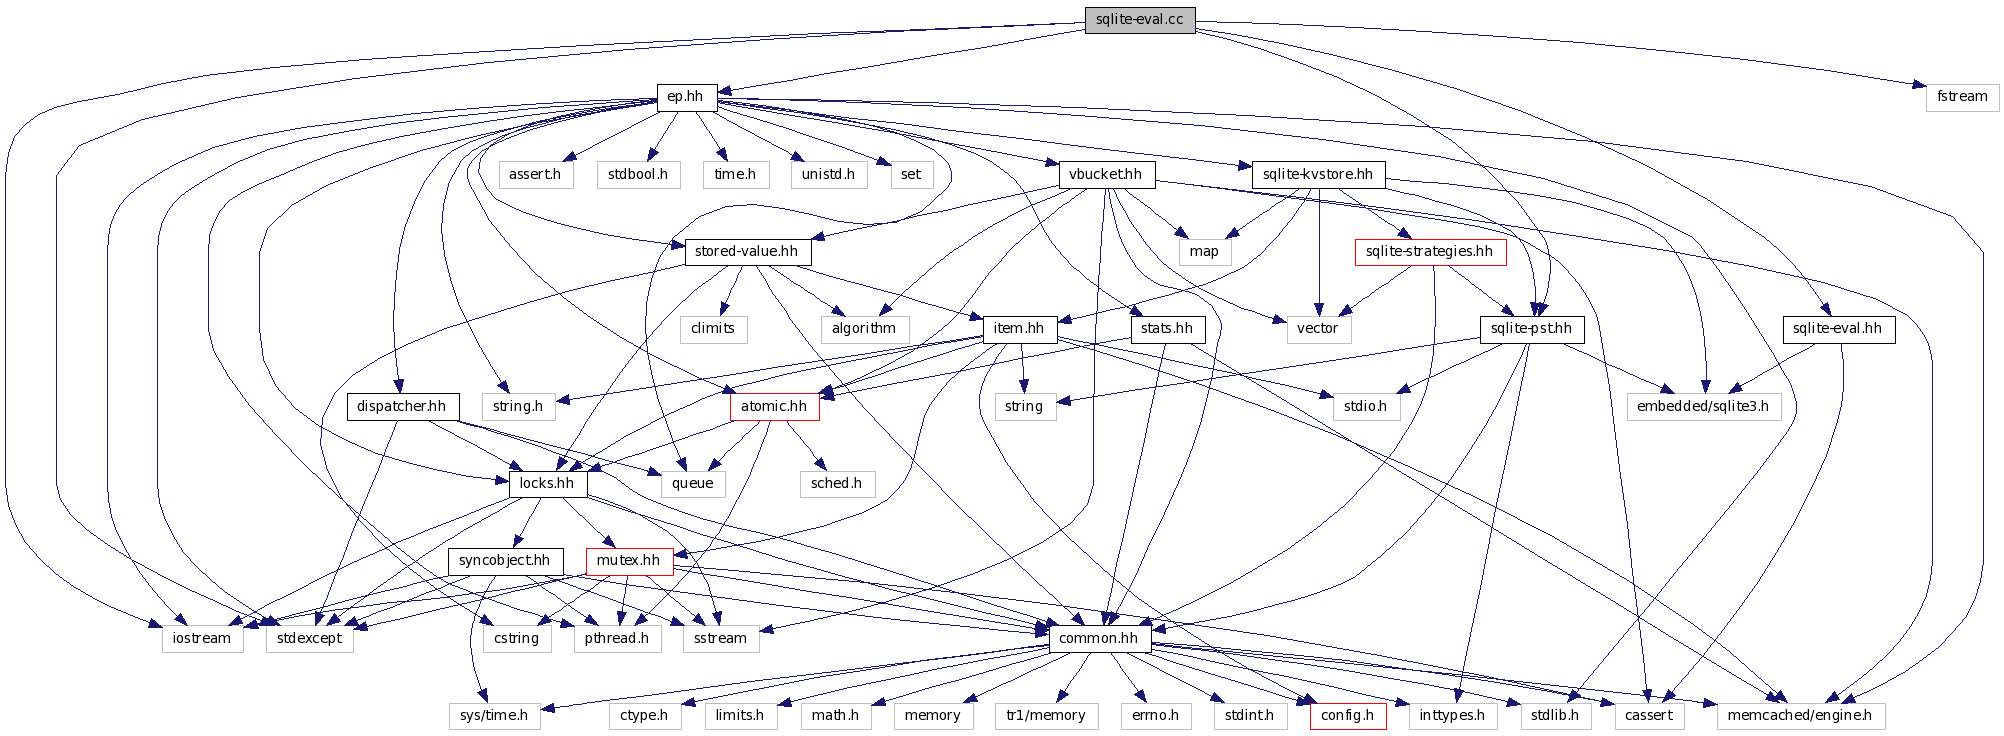 sqlite-eval.cc
ep.hh
fstream
assert.h
stdbool.h
time.h
unistd.h
set
vbucket.hh
sqlite-kvstore.hh
stored-value.hh
map
sqlite-strategies.hh
climits
algorithm
item.hh
stats.hh
vector
sqlite-pst.hh
sqlite-eval.hh
dispatcher.hh
string.h
atomic.hh
string
stdio.h
embedded/sqlite3.h
locks.hh
queue
sched.h
syncobject.hh
mutex.hh
iostream
stdexcept
cstring
pthread.h
sstream
common.hh
sys/time.h
ctype.h
limits.h
math.h
memory
tr1/memory
errno.h
stdint.h
config.h
inttypes.h
stdlib.h
cassert
memcached/engine.h